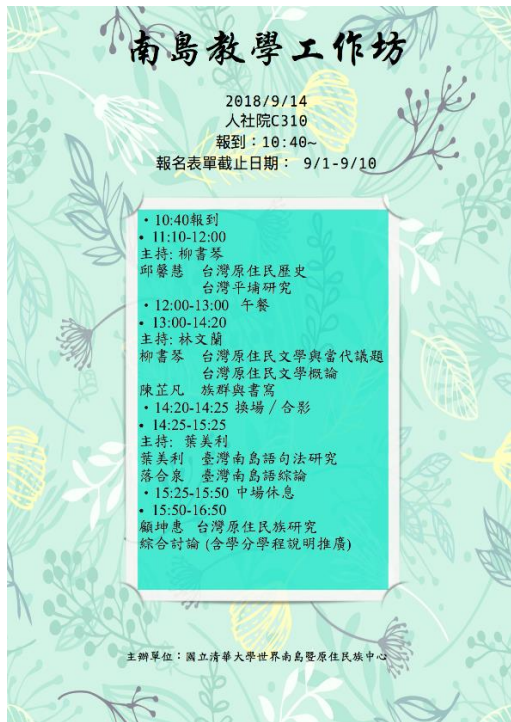 南島教學工作坊
2018/9/14
人社院C310
報到：10:40~
報名表單截止日期： 9/1-9/10
・10:40報到
• 11:10-12:00
主持: 柳書琴
邱馨慧　台灣原住民歷史
台灣平埔研究
・12:00-13:00 午餐
• 13:00-14:20
主持: 林文蘭
柳書琴　台灣原住民文學與當代議題
台灣原住民文學概論
陳芷凡　族群與書寫
・14:20-14:25 換場／合影
• 14:25-15:25
主持: 葉美利
葉美利　臺灣南島語句法研究
落合泉　臺灣南島語綜論
・15:25-15:50 中場休息
• 15:50-16:50
顧坤惠　台灣原住民族研究
綜合討論 (含學分學程說明推廣)
主辦單位：國立清華大學世界南島暨原住民族中心